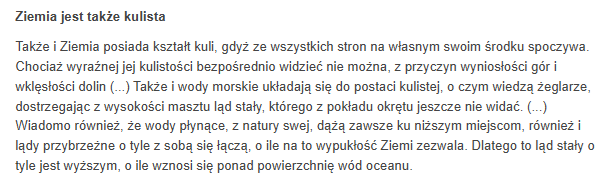 Ziemia jest także kulista
Także i Ziemia posiada kształt kuli, gdyż ze wszystkich stron na własnym swoim środku spoczywa.
Chociaż wyraźnej jej kulistości bezpośrednio widzieć nie można, z przyczyn wyniosłości gór i
wklęsłości dolin (...) Także i wody morskie układają się do postaci kulistej, o czym wiedzą żeglarze,
dostrzegając z wysokości masztu ląd stały, którego z pokładu okrętu jeszcze nie widać. (...)
Wiadomo również, że wody płynące, z natury swej, dążą zawsze ku niższym miejscom, również i
lądy przybrzeżne o tyle z sobą się łączą, o ile na to wypukłość Ziemi zezwala. Dlatego to ląd stały o
tyle jest wyższym, o ile wznosi się ponad powierzchnię wód oceanu.